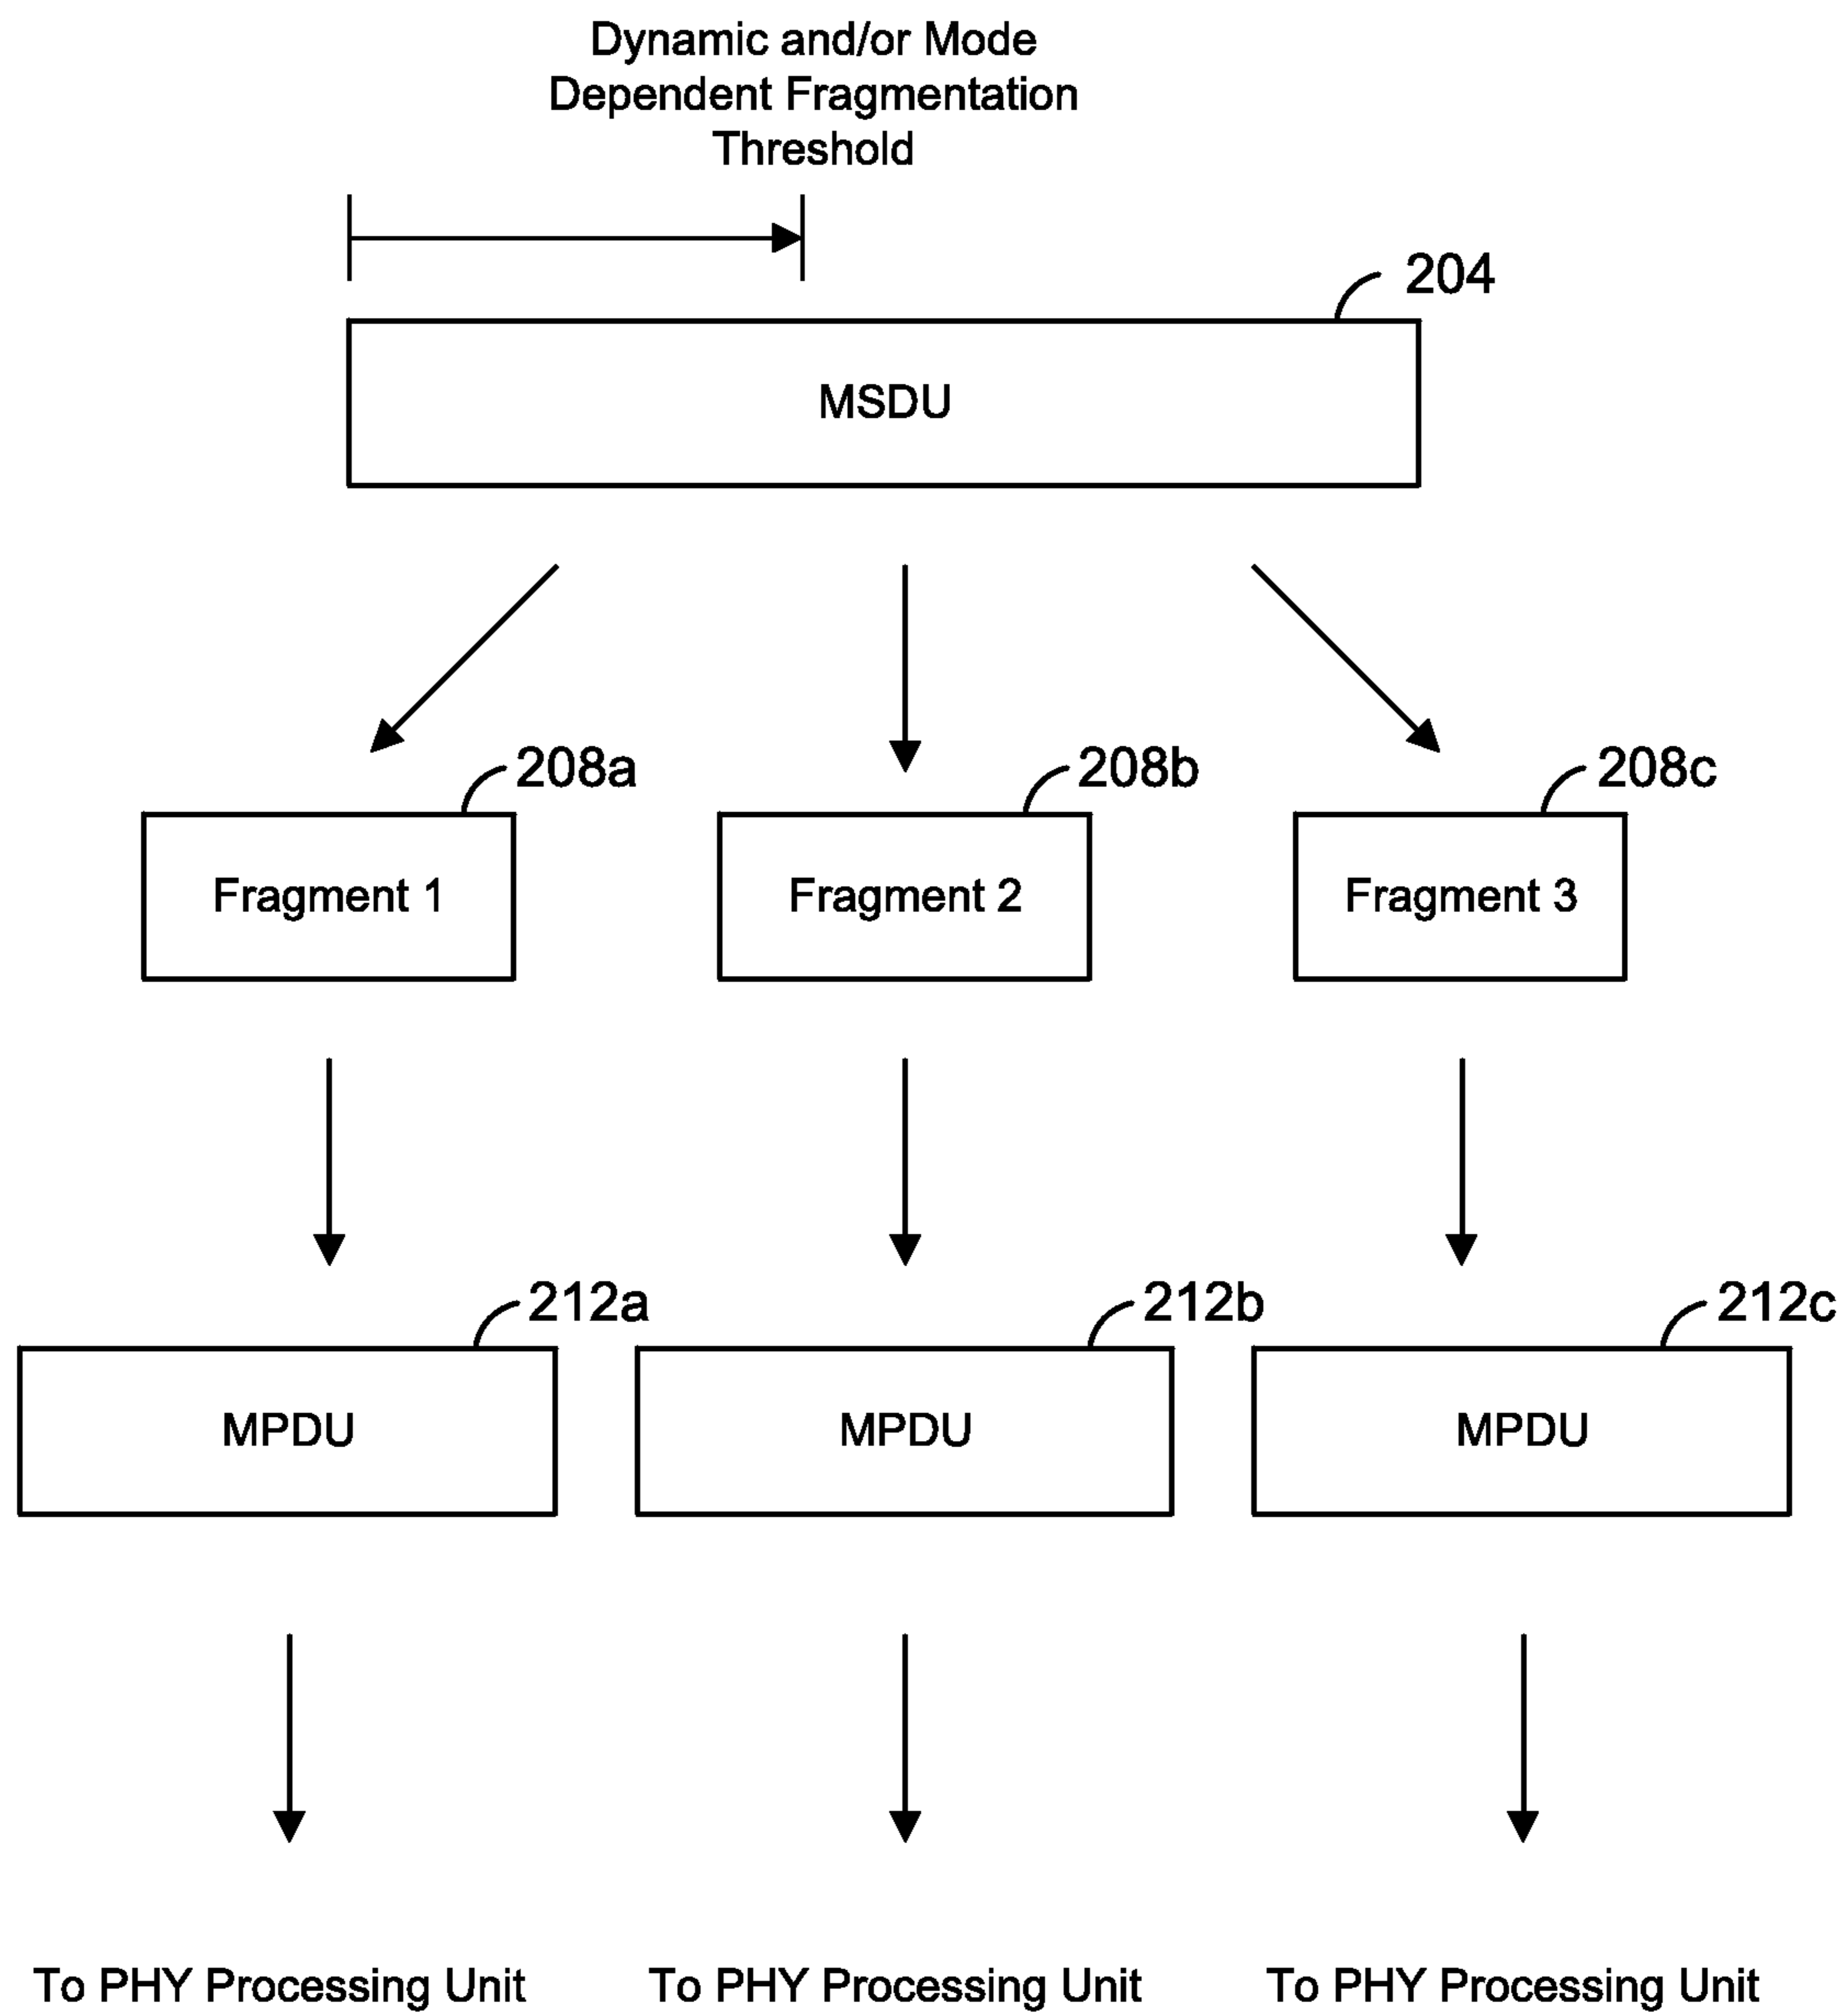 Dynamic and/or Mode
Dependent Fragmentation
Threshold
204
MSDU
208a
208b
208c
Fragment 1
Fragment 2
Fragment 3
212a
212b
212c
MPDU
MPDU
MPDU
To PHY Processing Unit
To PHY Processing Unit
To PHY Processing Unit